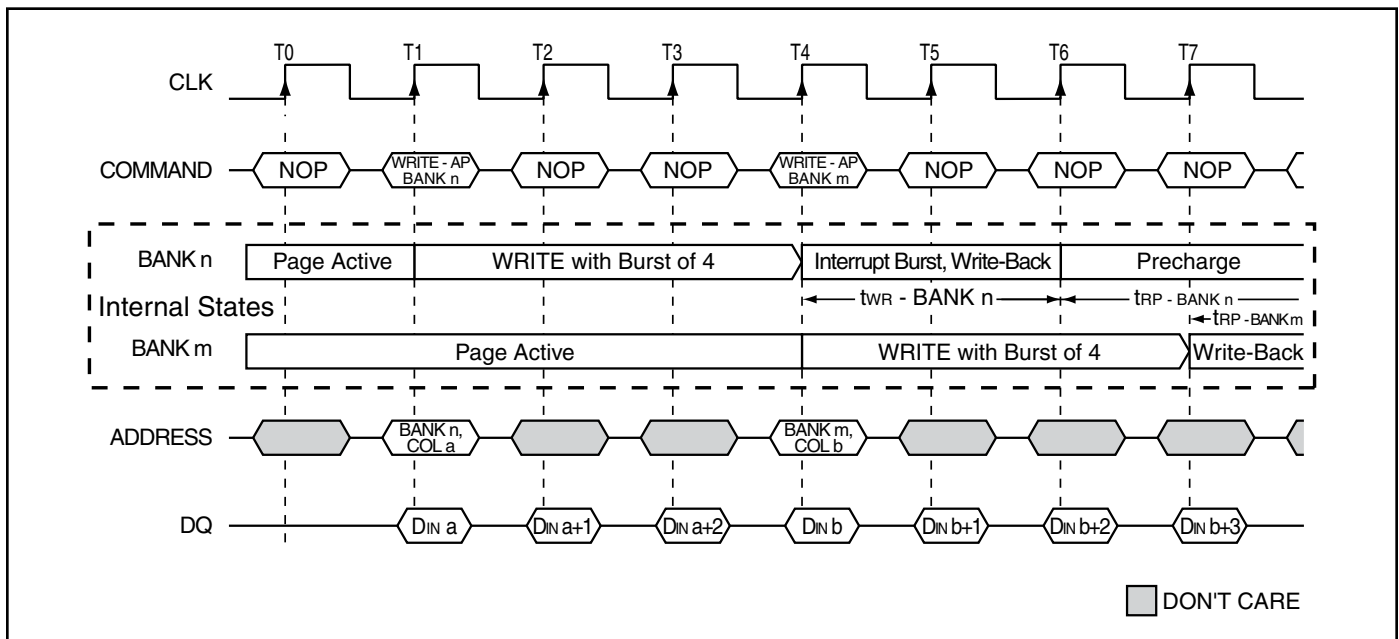 T0 T1 T2 T3 T4 T5 T6 T7
CLK
COMMAND NOP WRITE - AP NOP NOP WRITE - AP NOP NOP NOP
BANK n BANK m
BANK n Page Active WRITE with Burst of 4 Interrupt Burst, Write-Back Precharge
tWR - BANK n tRP - BANK n
Internal States tRP - BANK m
BANK m Page Active WRITE with Burst of 4 Write-Back
ADDRESS BANK n, BANK m,
COL a COL b
DQ DIN a DIN a+1 DIN a+2 DIN b DIN b+1 DIN b+2 DIN b+3
DON'T CARE